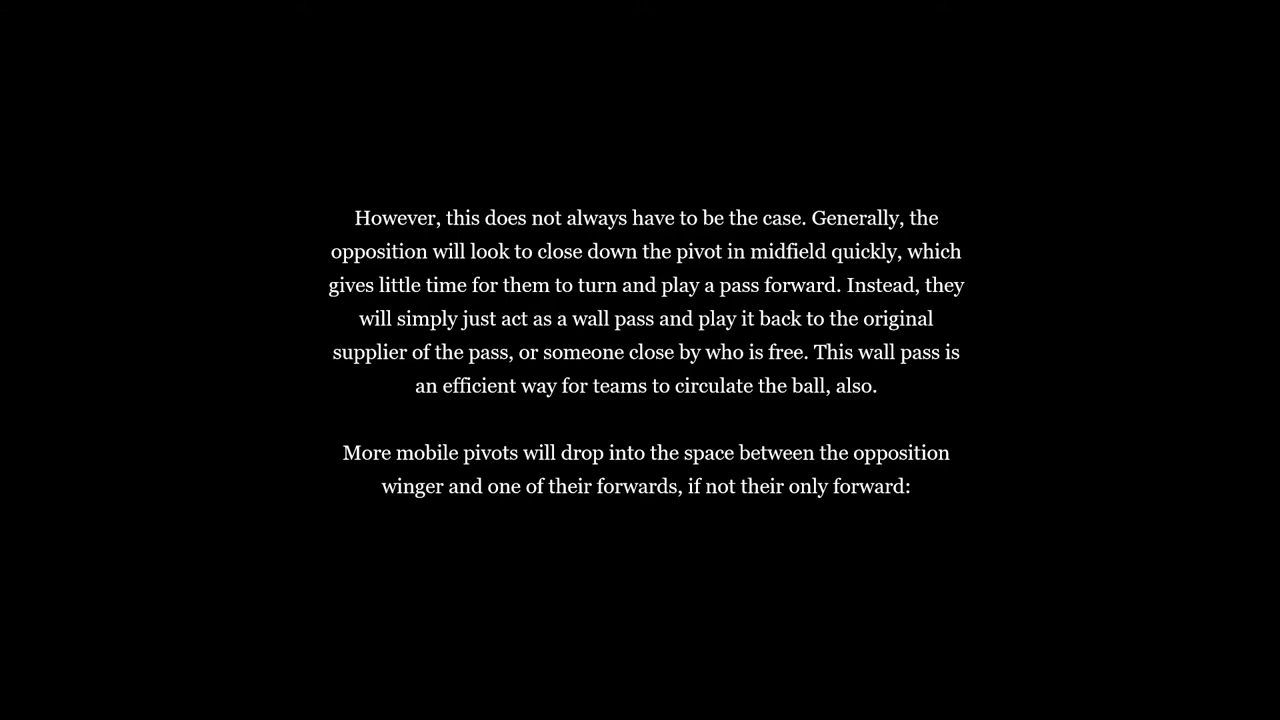 However, this does not always have to be the case. Generally, the
opposition will look to close down the pivot in midfield quickly, which
gives little time for them to turn and play a pass forward. Instead, they
will simply just act as a wall pass and play it back to the original
supplier of the pass, or someone close by who is free. This wall pass is
an efficient way for teams to circulate the ball, also.
More mobile pivots will drop into the space between the opposition
winger and one of their forwards, if not their only forward: